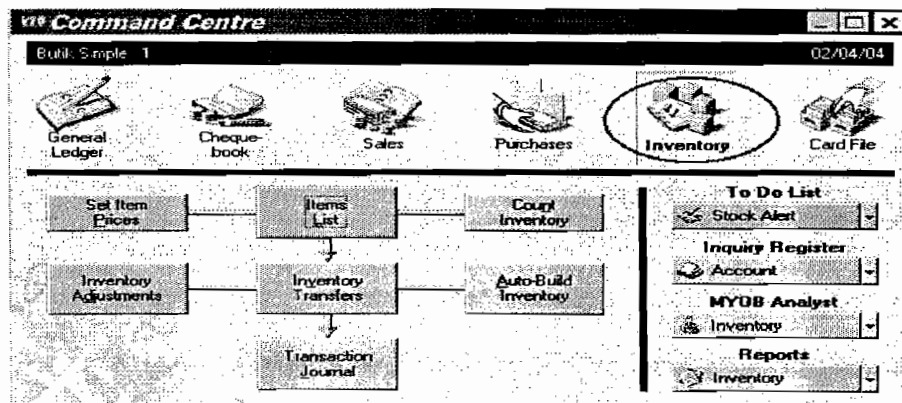 Command Centre
Butik Simple 1
02/04/04
General
Ledger
Cheque-
book
Sales
Purchases
Inventory
Card File
Set Item
Prices
Items
List
Count
Inventory
Inventory
Adjustments
Inventory
Transfers
Auto-Build
Inventory
Transaction
Journal
To Do List
Stock Alert
Inquiry Register
Account
MYOB Analyst
Inventory
Reports
Inventory